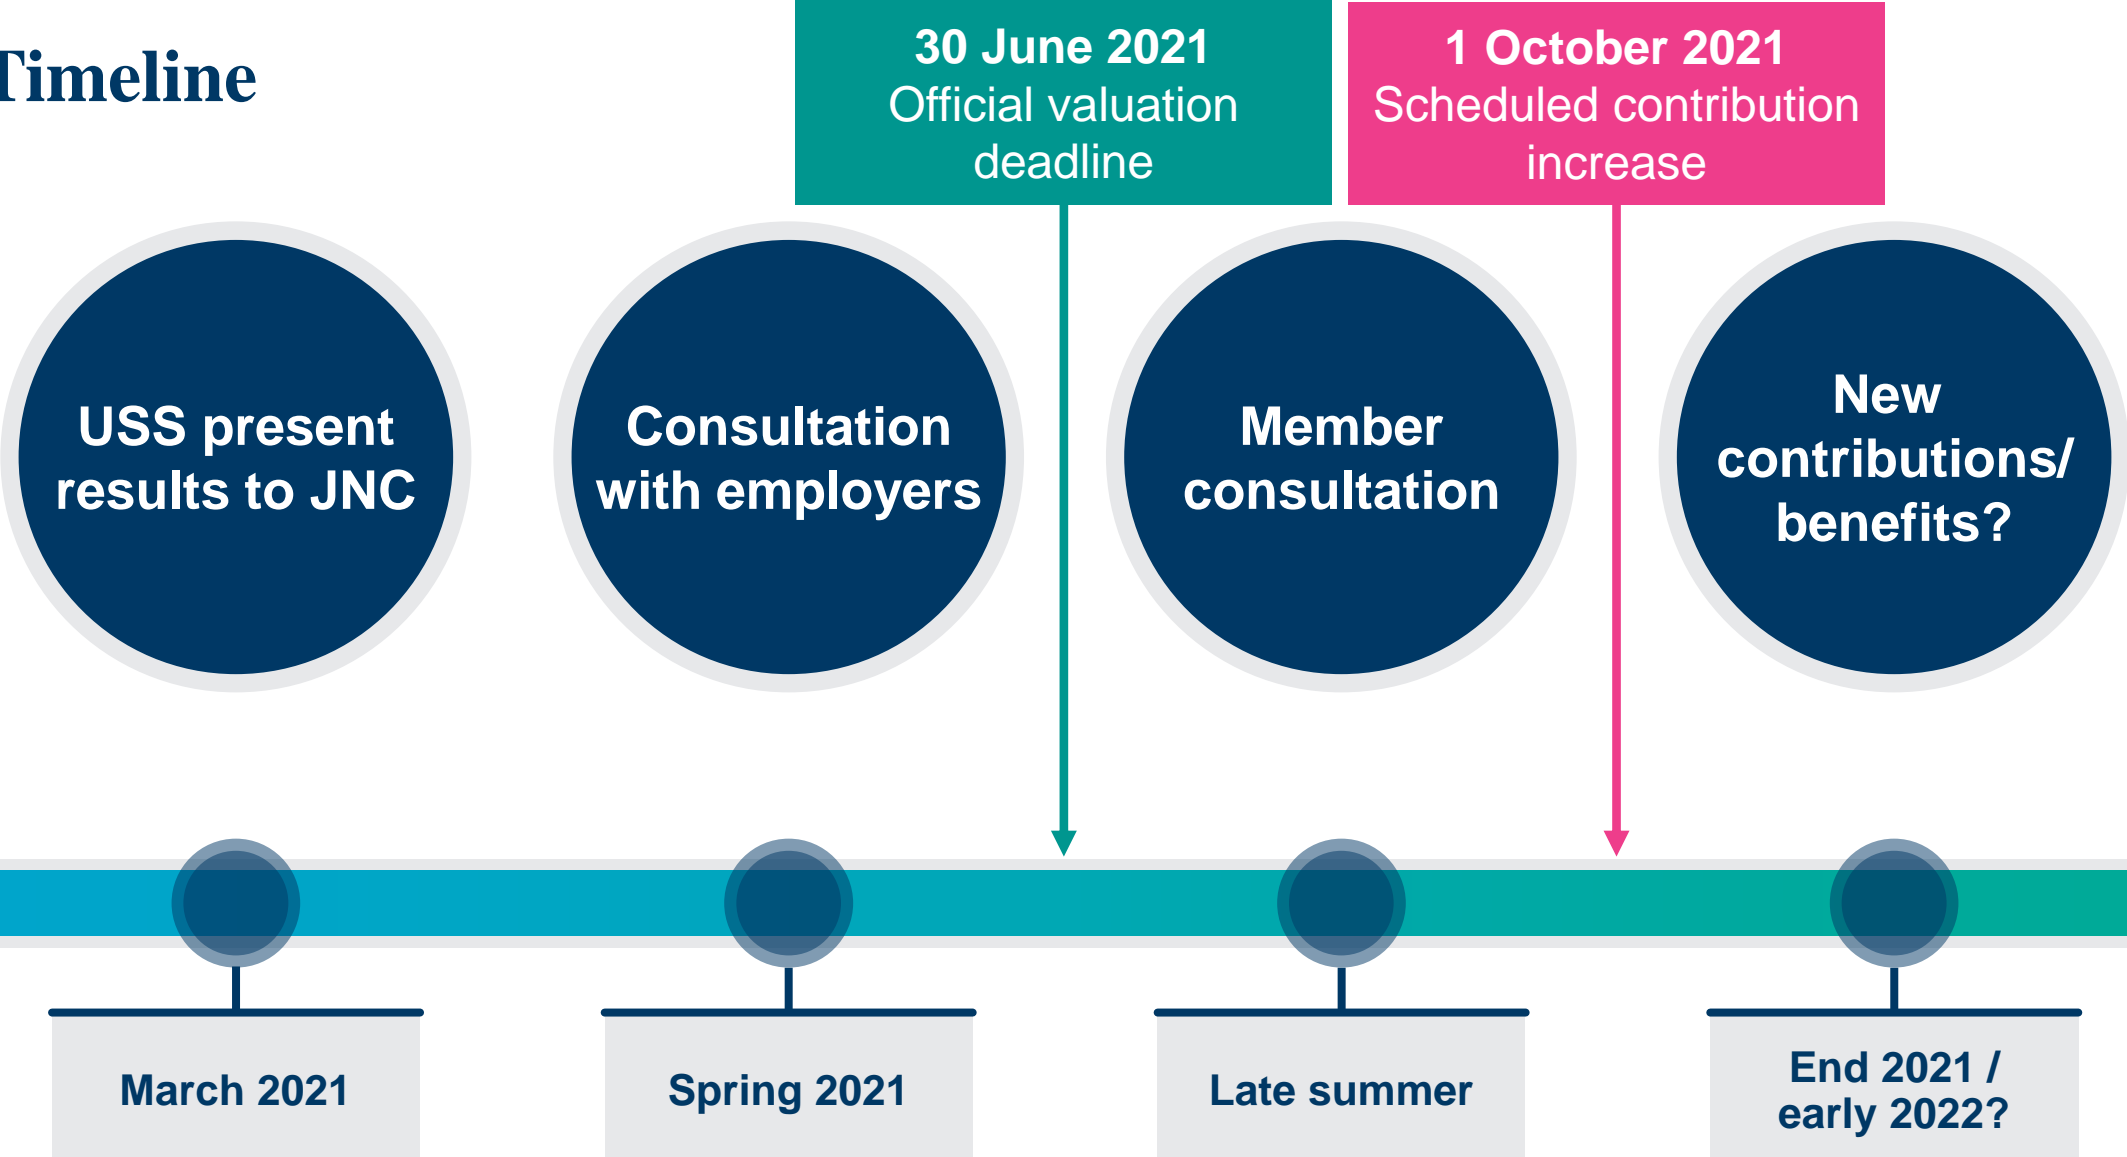 Timeline
30 June 2021
Official valuation
deadline
1 October 2021
Scheduled contribution
increase
USS present
results to JNC
Consultation
with employers
Member
consultation
New
contributions/
benefits?
March 2021
Spring 2021
Late summer
End 2021 /
early 2022?